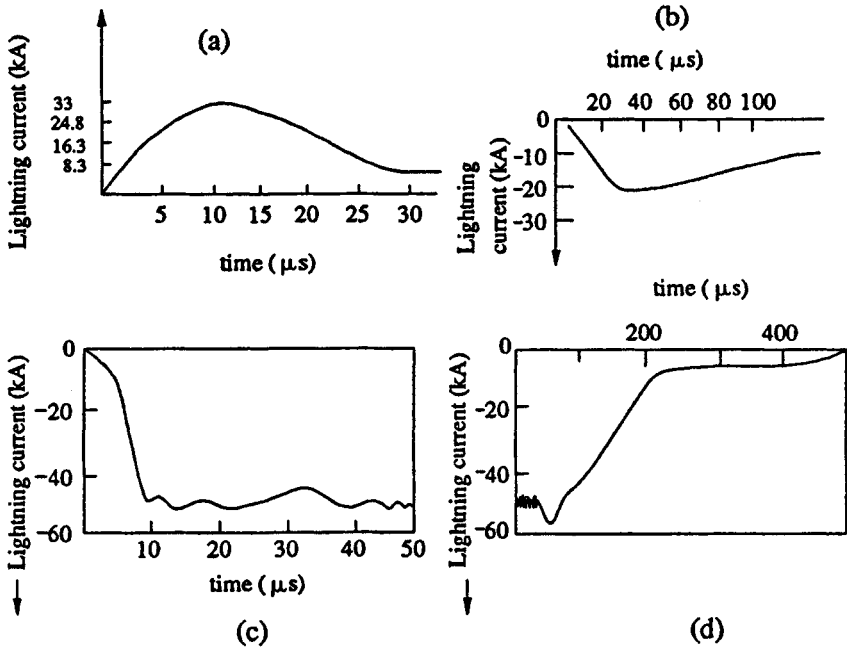 (a)
Lightning current (kA)
33
24.8
16.3
8.3
5 10 15 20 25 30
time ( μs)
(b)
time ( μs)
20 40 60 80 100
0
-10
-20
-30
Lightning
current (kA)
0
-20
-40
-60
Lightning current (kA)
10 20 30 40 50
time ( μs)
(c)
time ( μs)
200 400
0
-20
-40
-60
Lightning current (kA)
(d)